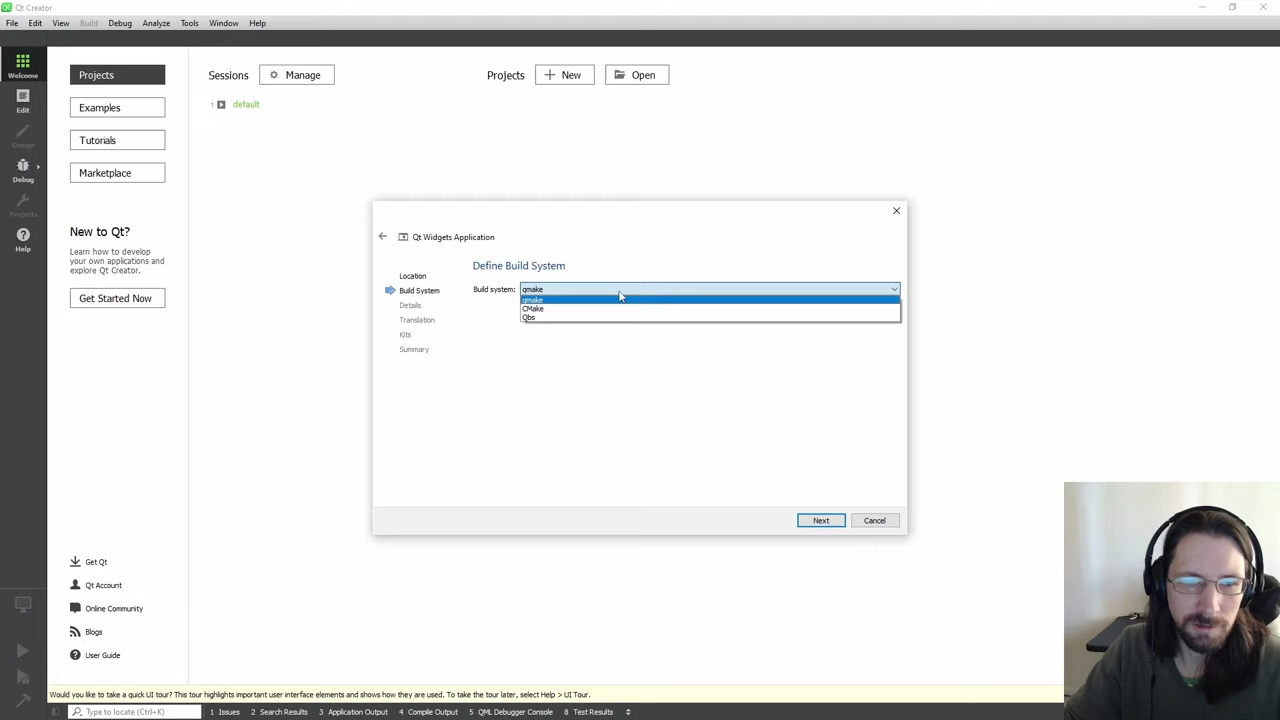 Qt Creator
File Edit View Build Debug Analyze Tools Window Help
Welcome
Edit
Design
Debug
Projects
Help
Projects
Examples
Tutorials
Marketplace
New to Qt?
Learn how to develop
your own applications and
explore Qt Creator.
Get Started Now
Get Qt
Qt Account
Online Community
Blogs
User Guide
Sessions Manage
1 default
Projects New Open
Qt Widgets Application
Location
Build System
Details
Translation
Kits
Summary
Define Build System
Build system: qmake
qmake
CMake
Qbs
Next Cancel
Would you like to take a quick UI tour? This tour highlights important user interface elements and shows how they are used. To take the tour later, select Help > UI Tour.
Type to locate (Ctrl+K) 1 Issues 2 Search Results 3 Application Output 4 Compile Output 5 QML Debugger Console 8 Test Results